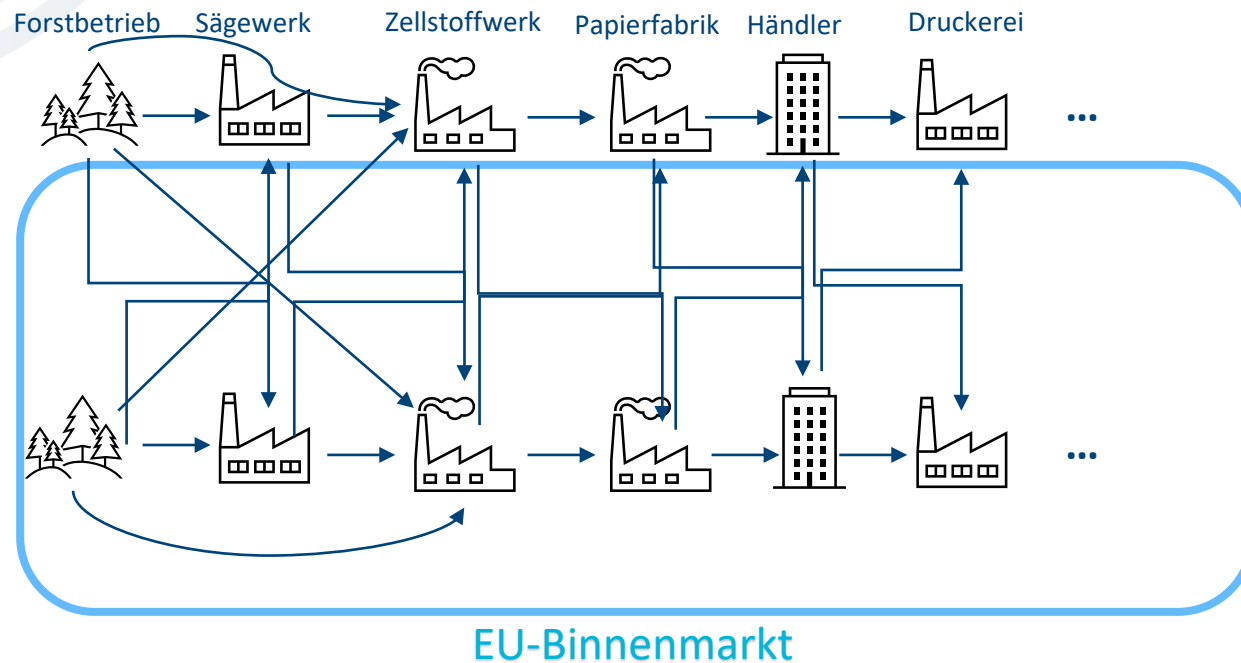 Forstbetrieb Sägewerk Zellstoffwerk Papierfabrik Händler Druckerei
...
...
EU-Binnenmarkt